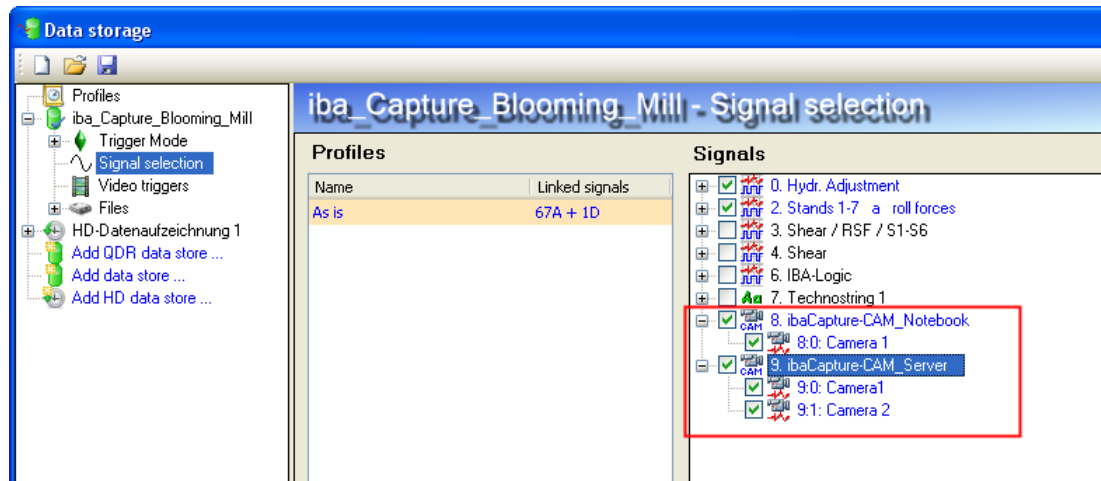 Data storage
Profiles
iba_Capture_Blooming_Mill
Trigger Mode
Signal selection
Video triggers
Files
HD-Datenaufzeichnung 1
Add QDR data store ...
Add data store ...
Add HD data store ...
iba_Capture_Blooming_Mill - Signal selection
Profiles
Name Linked signals
As is 67A + 1D
Signals
0. Hydr. Adjustment
2. Stands 1-7 a roll forces
3. Shear / RSF / S1-S6
4. Shear
6. IBA-Logic
Aa 7. Technostring 1
CAM 8. ibaCapture-CAM_Notebook
8:0: Camera 1
CAM 9. ibaCapture-CAM_Server
9:0: Camera1
9:1: Camera 2